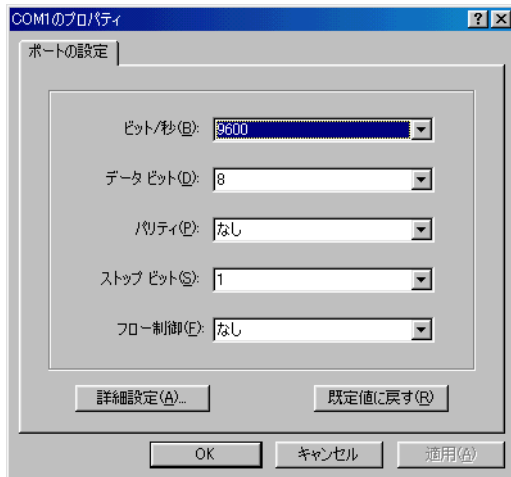 COM1のプロパティ
ポートの設定
ビット/秒(B): 9600
データ ビット(D): 8
パリティ(P): なし
ストップ ビット(S): 1
フロー制御(F): なし
詳細設定(A)... 既定値に戻す(R)
OK キャンセル 適用(A)